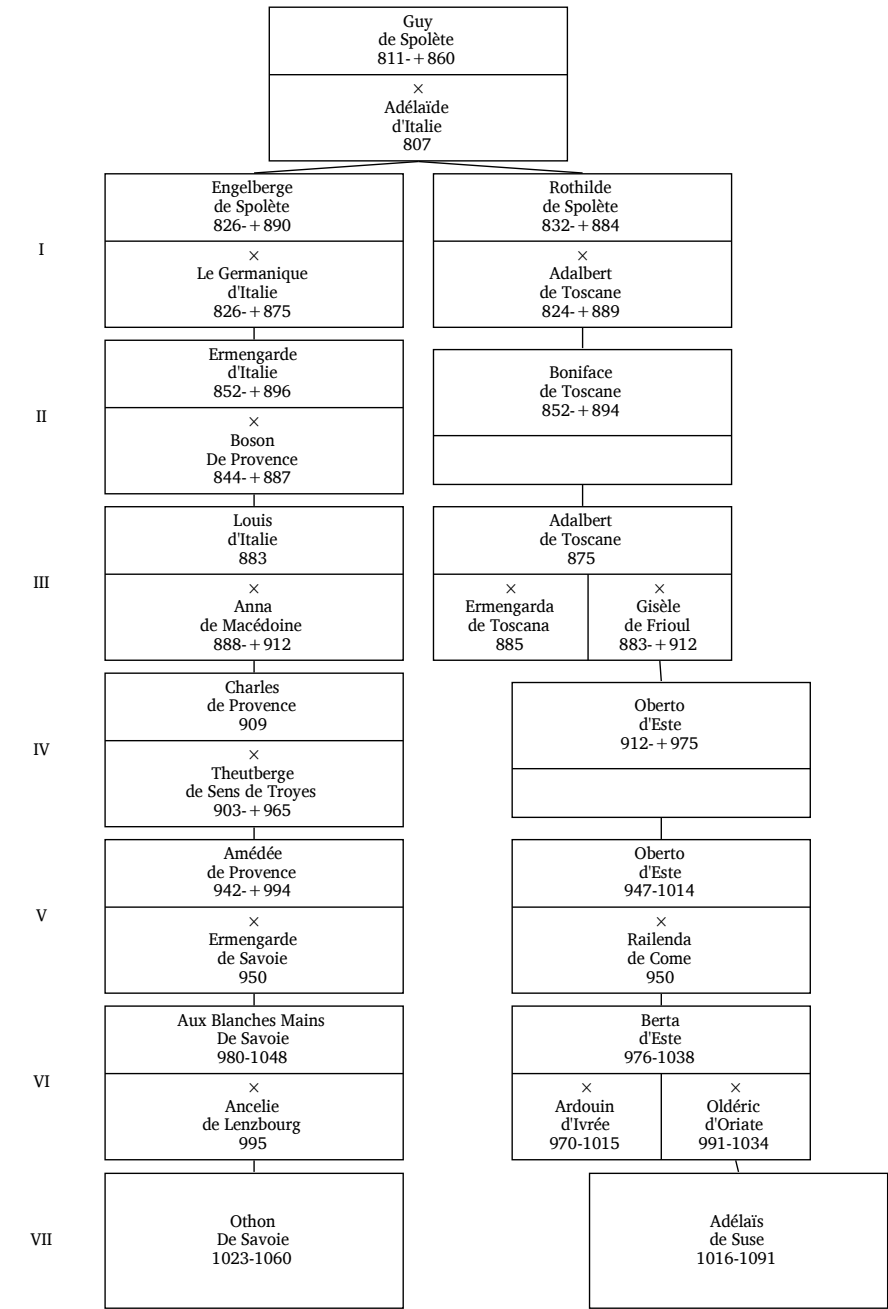 Guy
de Spolète
811-+860
×
Adélaïde
d'Italie
807
I
Engelberge
de Spolète
826-+890
×
Le Germanique
d'Italie
826-+875
Rothilde
de Spolète
832-+884
×
Adalbert
de Toscane
824-+889
II
Ermengarde
d'Italie
852-+896
×
Boson
De Provence
844-+887
Boniface
de Toscane
852-+894
III
Louis
d'Italie
883
×
Anna
de Macédoine
888-+912
Adalbert
de Toscane
875
×
Ermengarda
de Toscana
885
×
Gisèle
de Frioul
883-+912
IV
Charles
de Provence
909
×
Theutberge
de Sens de Troyes
903-+965
Oberto
d'Este
912-+975
V
Amédée
de Provence
942-+994
×
Ermengarde
de Savoie
950
Oberto
d'Este
947-1014
×
Railenda
de Come
950
VI
Aux Blanches Mains
De Savoie
980-1048
×
Ancelie
de Lenzbourg
995
Berta
d'Este
976-1038
×
Ardouin
d'Ivrée
970-1015
×
Oldéric
d'Oriate
991-1034
VII
Othon
De Savoie
1023-1060
Adélaïs
de Suse
1016-1091